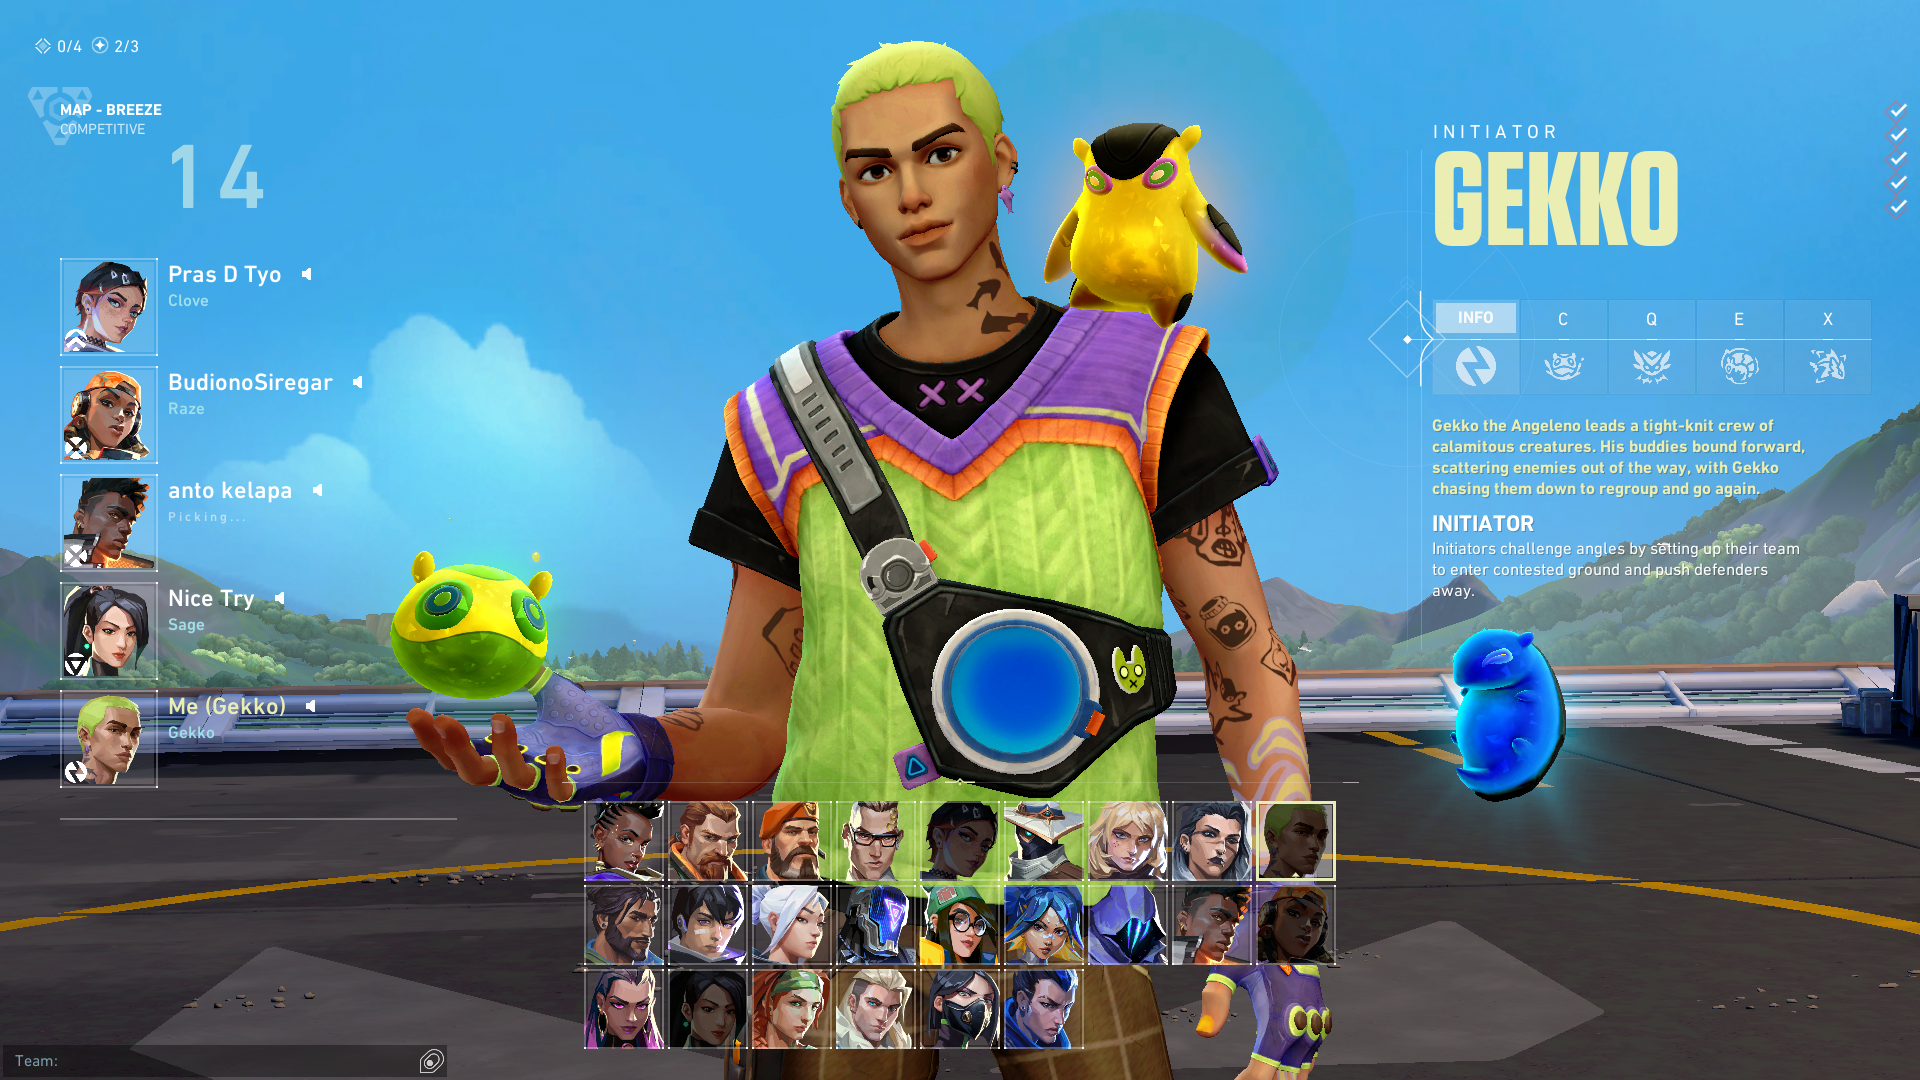 0/4 2/3
MAP - BREEZE
COMPETITIVE
14
Pras D Tyo
Clove
BudionoSiregar
Raze
anto kelapa
Picking...
Nice Try
Sage
Me (Gekko)
Gekko
INITIATOR
GEKKO
INFO C Q E X
Gekko the Angeleno leads a tight-knit crew of
calamitous creatures. His buddies bound forward,
scattering enemies out of the way, with Gekko
chasing them down to regroup and go again.
INITIATOR
Initiators challenge angles by setting up their team
to enter contested ground and push defenders
away.
Team: